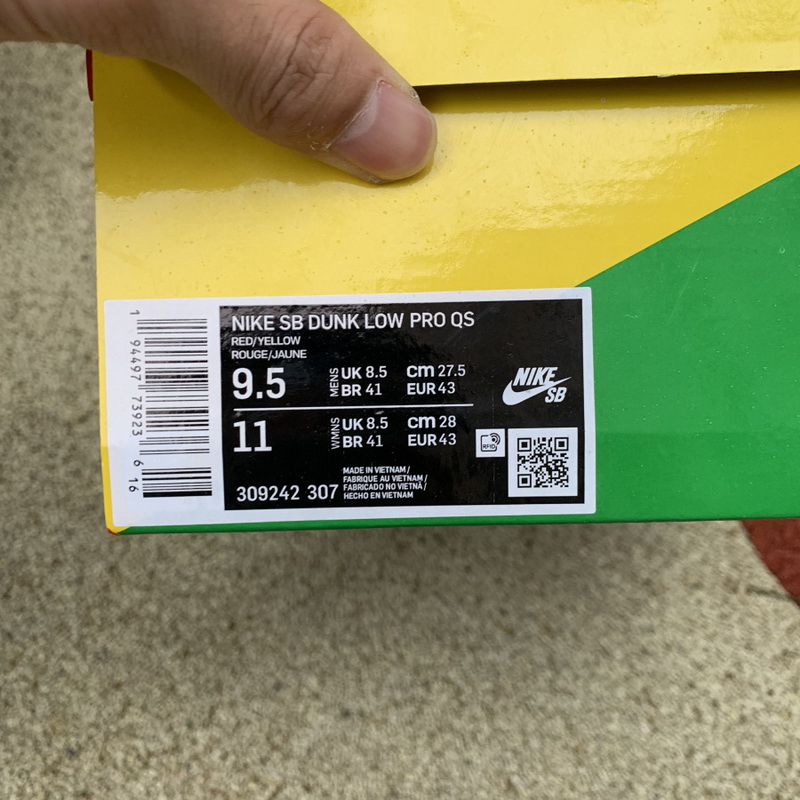 NIKE SB DUNK LOW PRO QS
RED/YELLOW
ROUGE/JAUNE
9.5 MENS UK 8.5 cm 27.5
BR 41 EUR 43
11 WMNS UK 8.5 cm 28
BR 41 EUR 43
NIKE
SB
RFID
309242 307
MADE IN VIETNAM /
FABRIQUE AU VIETNAM /
FABRICADO NO VIETNÃ /
HECHO EN VIETNAM
1 94497 73923 6 16